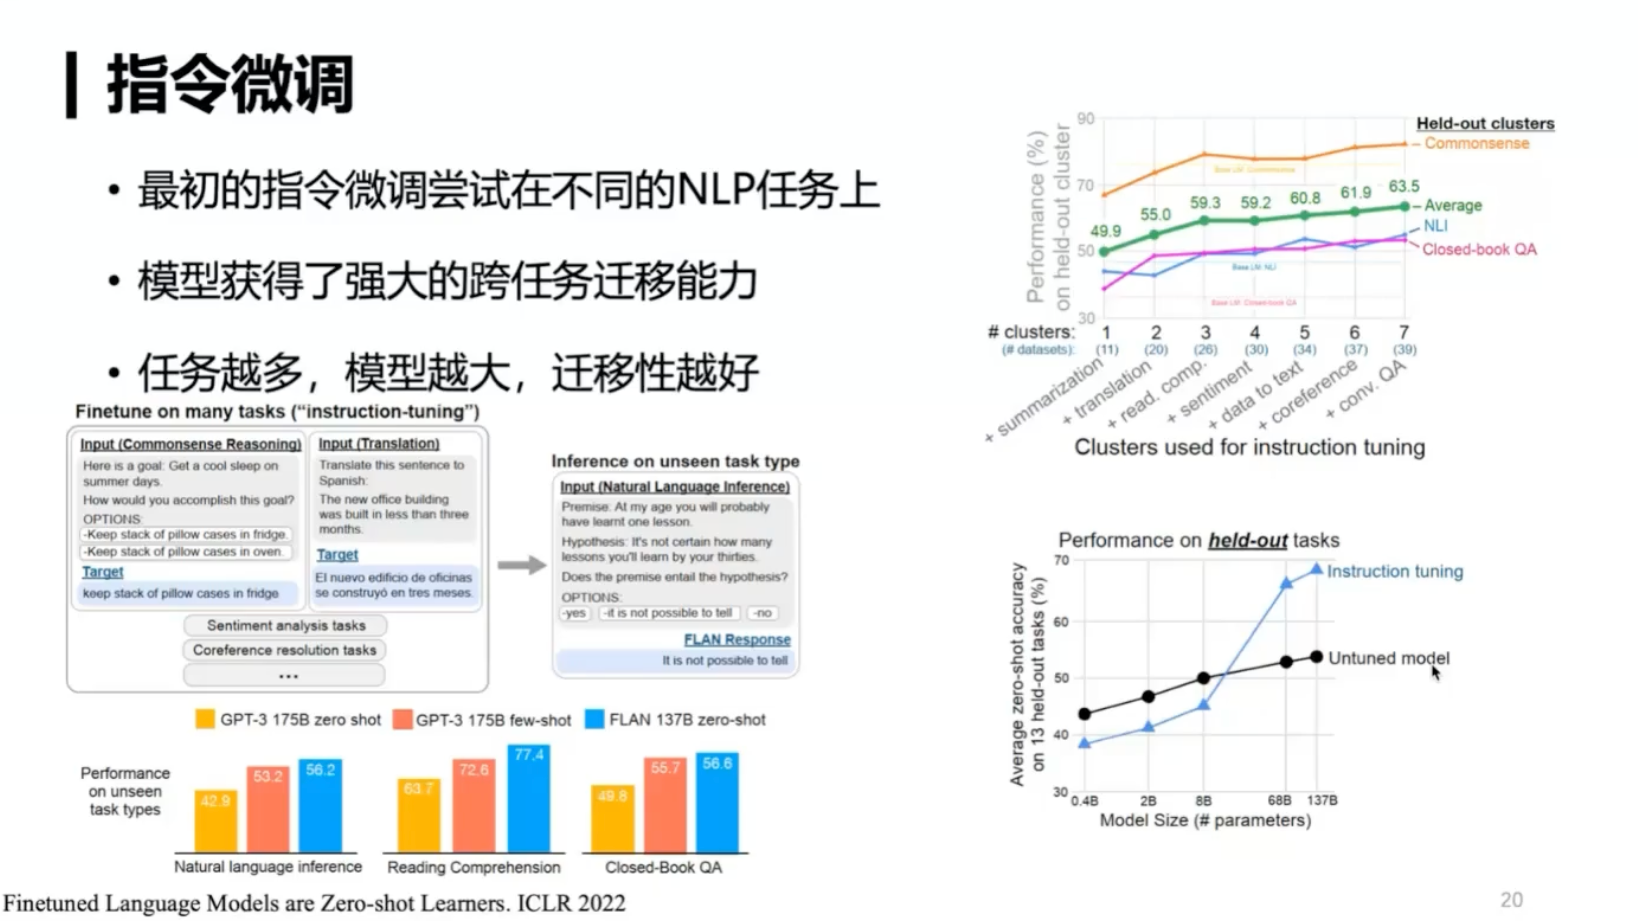 指令微调
• 最初的指令微调尝试在不同的NLP任务上
• 模型获得了强大的跨任务迁移能力
• 任务越多，模型越大，迁移性越好
Finetune on many tasks (“instruction-tuning”)
Input (Commonsense Reasoning)
Here is a goal: Get a cool sleep on
summer days.
How would you accomplish this goal?
OPTIONS:
-Keep stack of pillow cases in fridge.
-Keep stack of pillow cases in oven.
Target
keep stack of pillow cases in fridge
Input (Translation)
Translate this sentence to
Spanish:
The new office building
was built in less than three
months.
Target
El nuevo edificio de oficinas
se construyó en tres meses.
Sentiment analysis tasks
Coreference resolution tasks
...
Inference on unseen task type
Input (Natural Language Inference)
Premise: At my age you will probably
have learnt one lesson.
Hypothesis: It's not certain how many
lessons you'll learn by your thirties.
Does the premise entail the hypothesis?
OPTIONS:
-yes -it is not possible to tell -no
FLAN Response
It is not possible to tell
GPT-3 175B zero shot GPT-3 175B few-shot FLAN 137B zero-shot
Performance
on unseen
task types
42.9 53.2 56.2
63.7 72.6 77.4
49.8 55.7 56.6
Natural language inference Reading Comprehension Closed-Book QA
Performance (%)
on held-out cluster
90
70
50
30
Held-out clusters
Commonsense
Average
NLI
Closed-book QA
Base LM: Commonsense
Base LM: NLI
Base LM: Closed-book QA
49.9 55.0 59.3 59.2 60.8 61.9 63.5
# clusters: 1 2 3 4 5 6 7
(# datasets): (11) (20) (26) (30) (34) (37) (39)
+ summarization
+ translation
+ read. comp.
+ sentiment
+ data to text
+ coreference
+ conv. QA
Clusters used for instruction tuning
Performance on held-out tasks
Average zero-shot accuracy
on 13 held-out tasks (%)
70
60
50
40
30
Instruction tuning
Untuned model
0.4B 2B 8B 68B 137B
Model Size (# parameters)
Finetuned Language Models are Zero-shot Learners. ICLR 2022
20